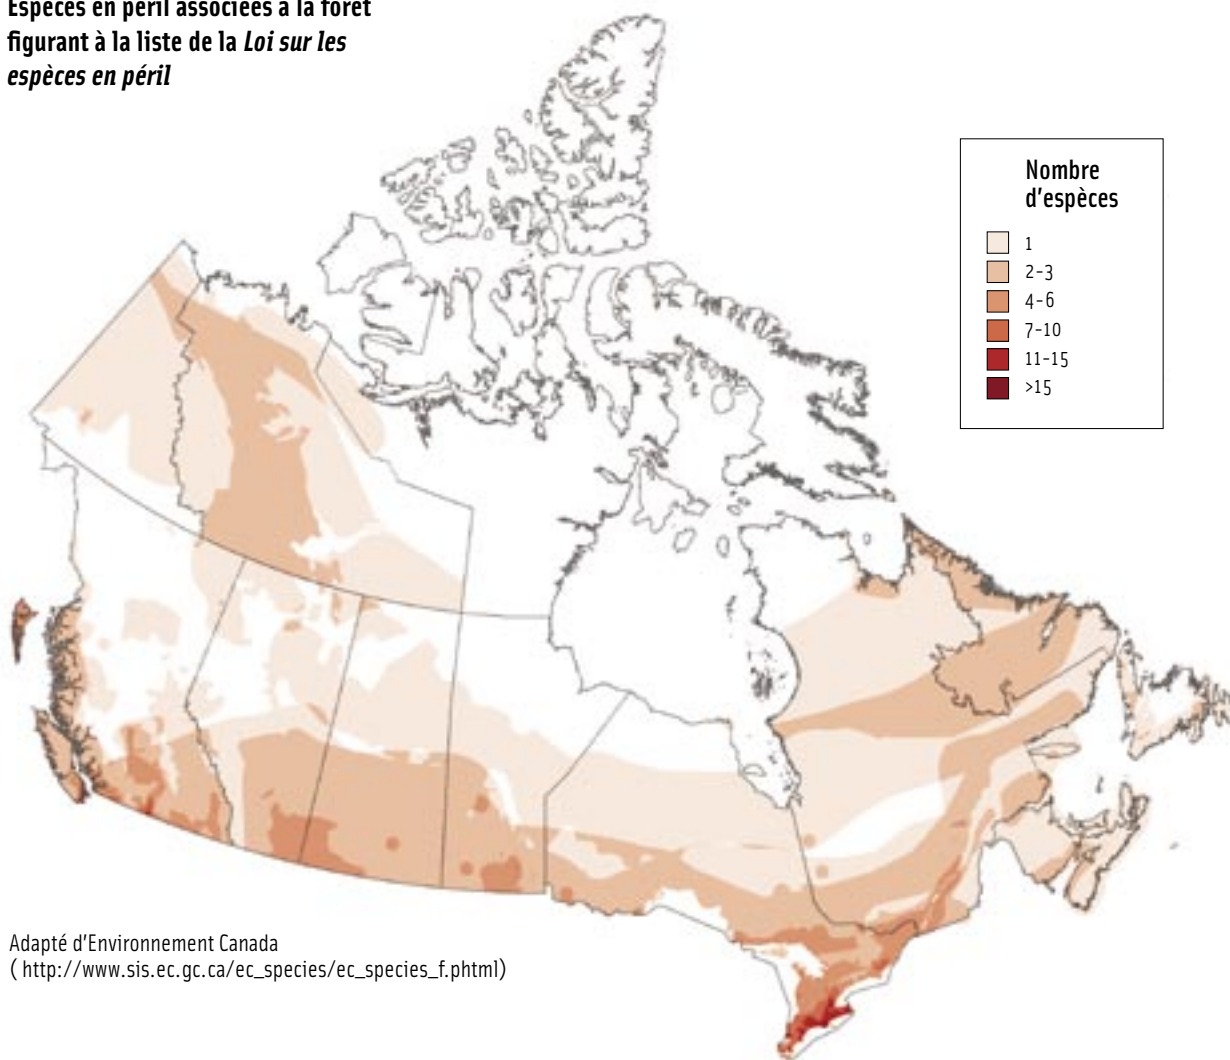 Espèces en péril associées à la forêt
figurant à la liste de la Loi sur les
espèces en péril
Nombre
d'espèces
1
2-3
4-6
7-10
11-15
>15
Adapté d'Environnement Canada
( http://www.sis.ec.gc.ca/ec_species/ec_species_f.phtml)